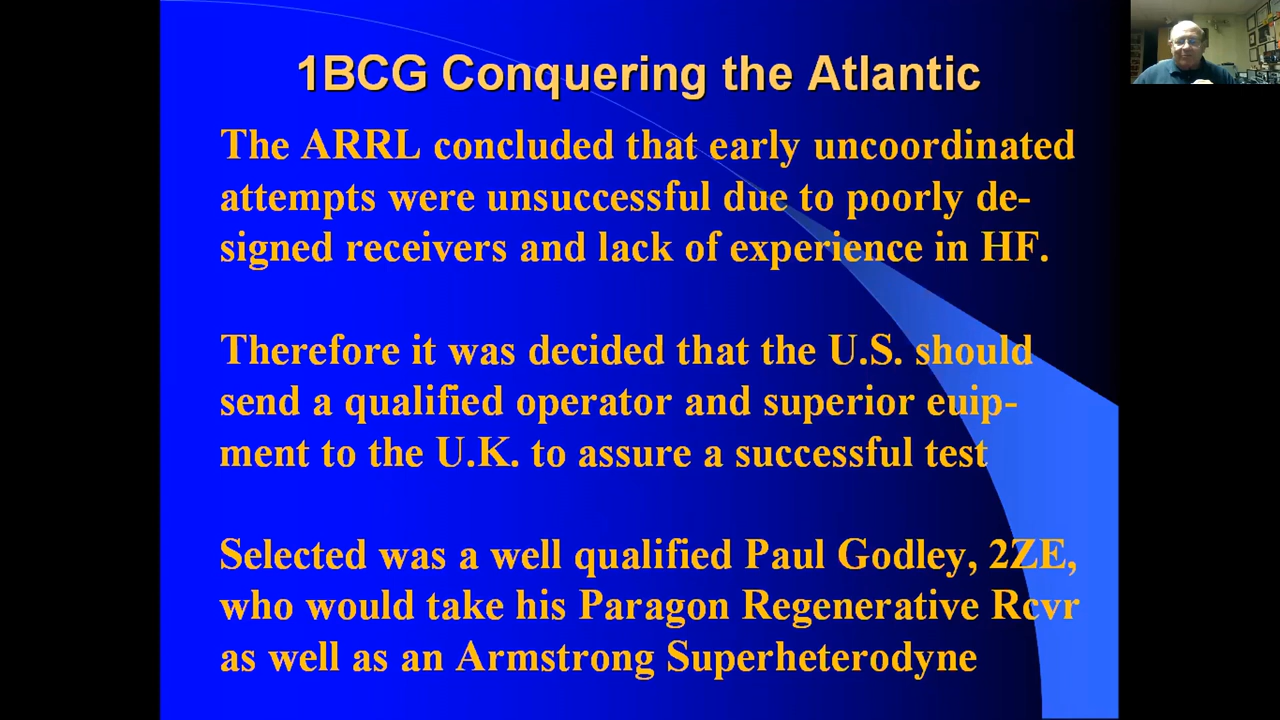 1BCG Conquering the Atlantic
The ARRL concluded that early uncoordinated
attempts were unsuccessful due to poorly de-
signed receivers and lack of experience in HF.
Therefore it was decided that the U.S. should
send a qualified operator and superior euip-
ment to the U.K. to assure a successful test
Selected was a well qualified Paul Godley, 2ZE,
who would take his Paragon Regenerative Rcvr
as well as an Armstrong Superheterodyne